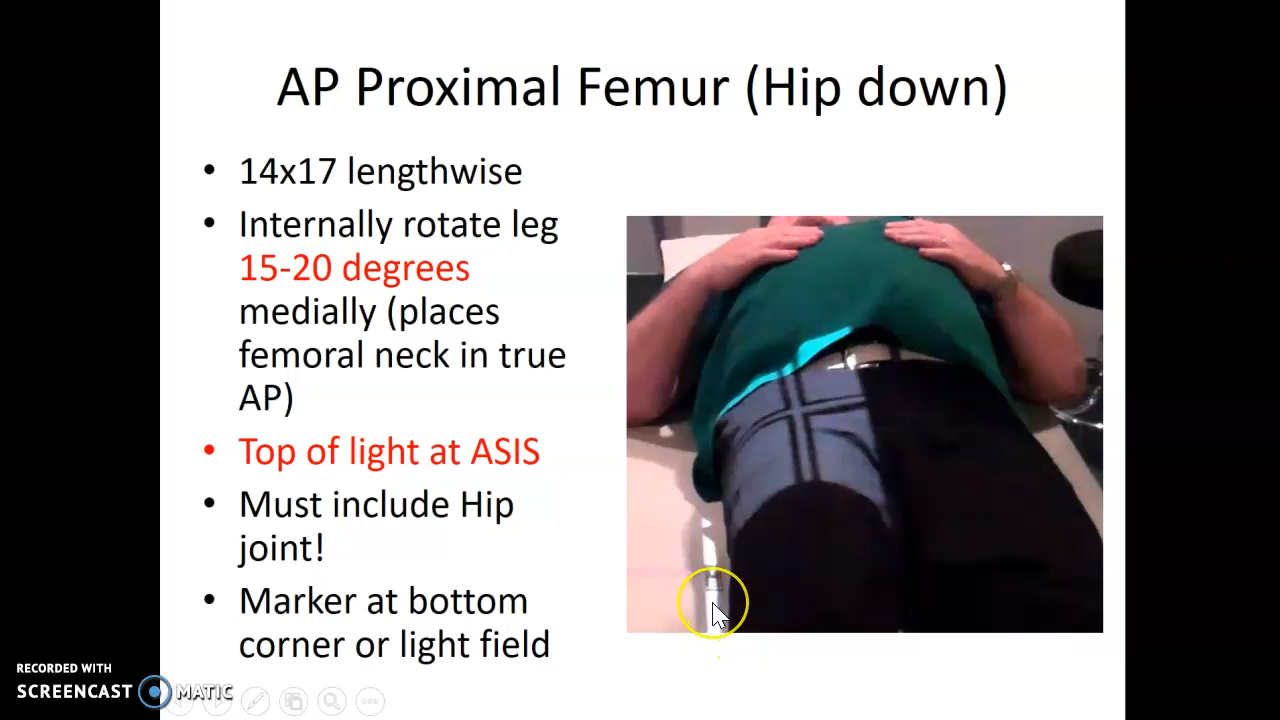 AP Proximal Femur (Hip down)
• 14x17 lengthwise
• Internally rotate leg
15-20 degrees
medially (places
femoral neck in true
AP)
• Top of light at ASIS
• Must include Hip
joint!
• Marker at bottom
corner or light field
RECORDED WITH
SCREENCAST MATIC